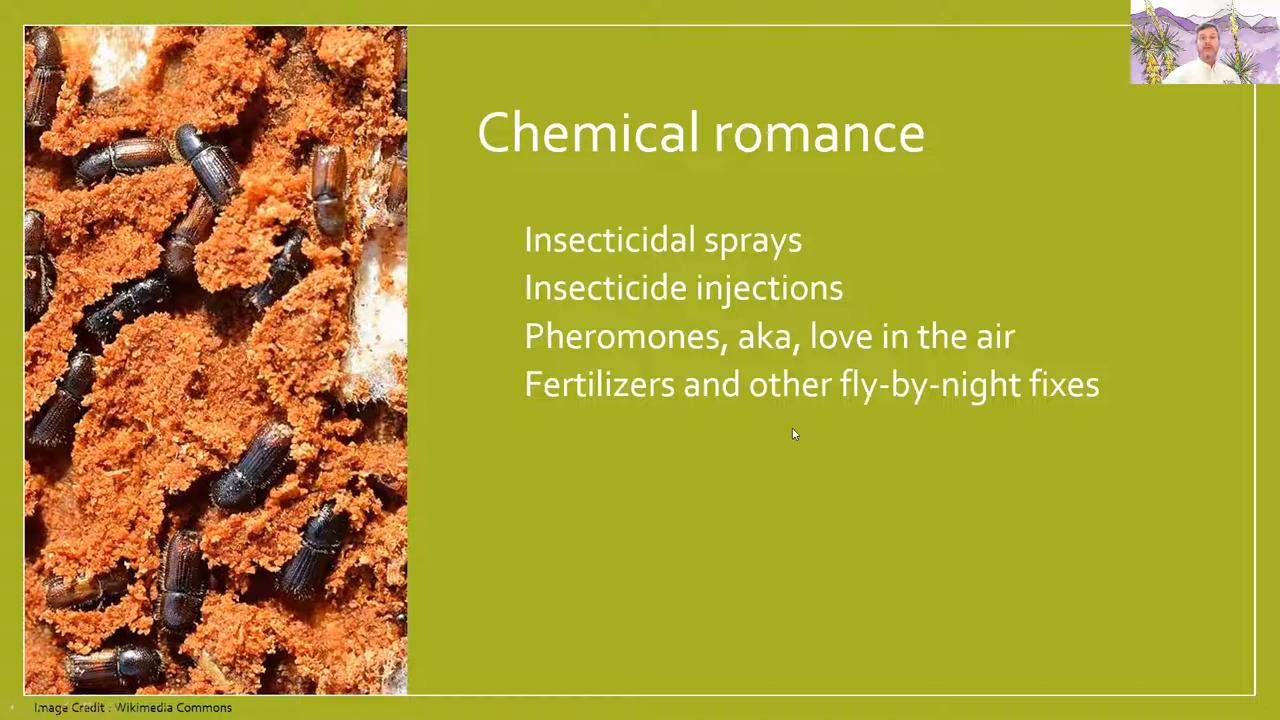 Chemical romance
Insecticidal sprays
Insecticide injections
Pheromones, aka, love in the air
Fertilizers and other fly-by-night fixes
Image Credit : Wikimedia Commons